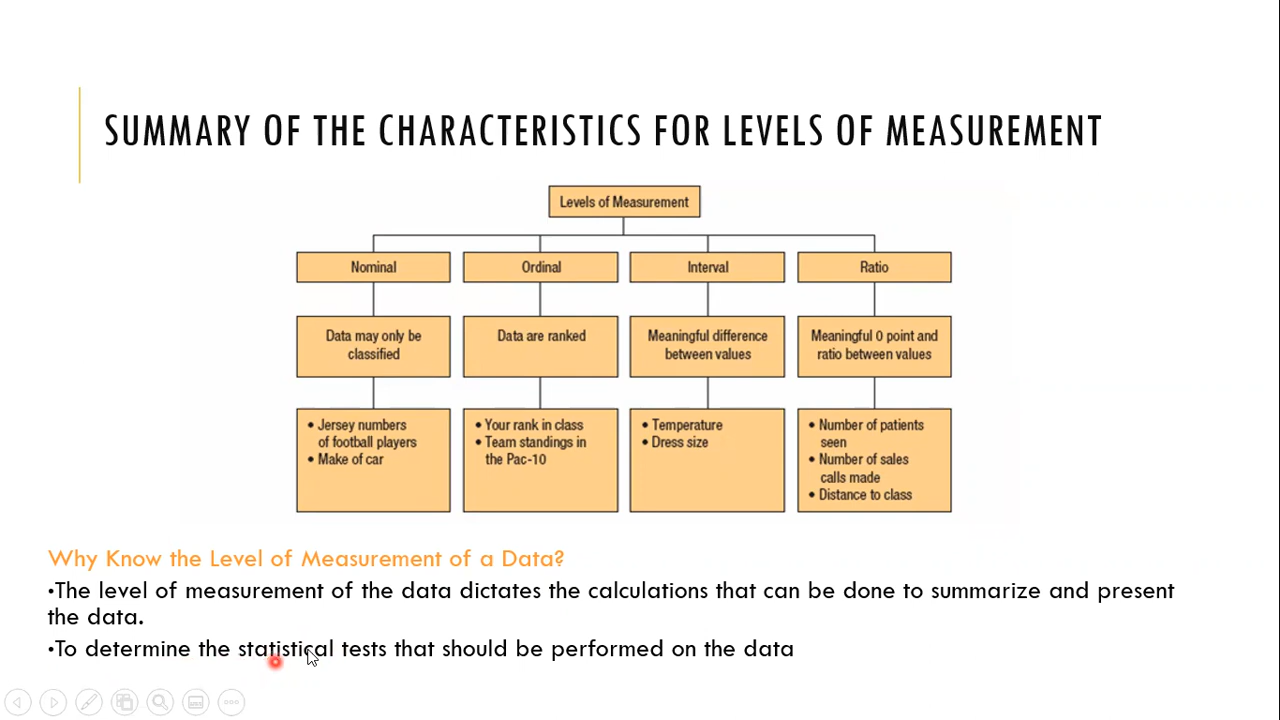 SUMMARY OF THE CHARACTERISTICS FOR LEVELS OF MEASUREMENT
Levels of Measurement
Nominal
Ordinal
Interval
Ratio
Data may only be
classified
Data are ranked
Meaningful difference
between values
Meaningful 0 point and
ratio between values
• Jersey numbers
of football players
• Make of car
• Your rank in class
• Team standings in
the Pac-10
• Temperature
• Dress size
• Number of patients
seen
• Number of sales
calls made
• Distance to class
Why Know the Level of Measurement of a Data?
•The level of measurement of the data dictates the calculations that can be done to summarize and present
the data.
•To determine the statistical tests that should be performed on the data